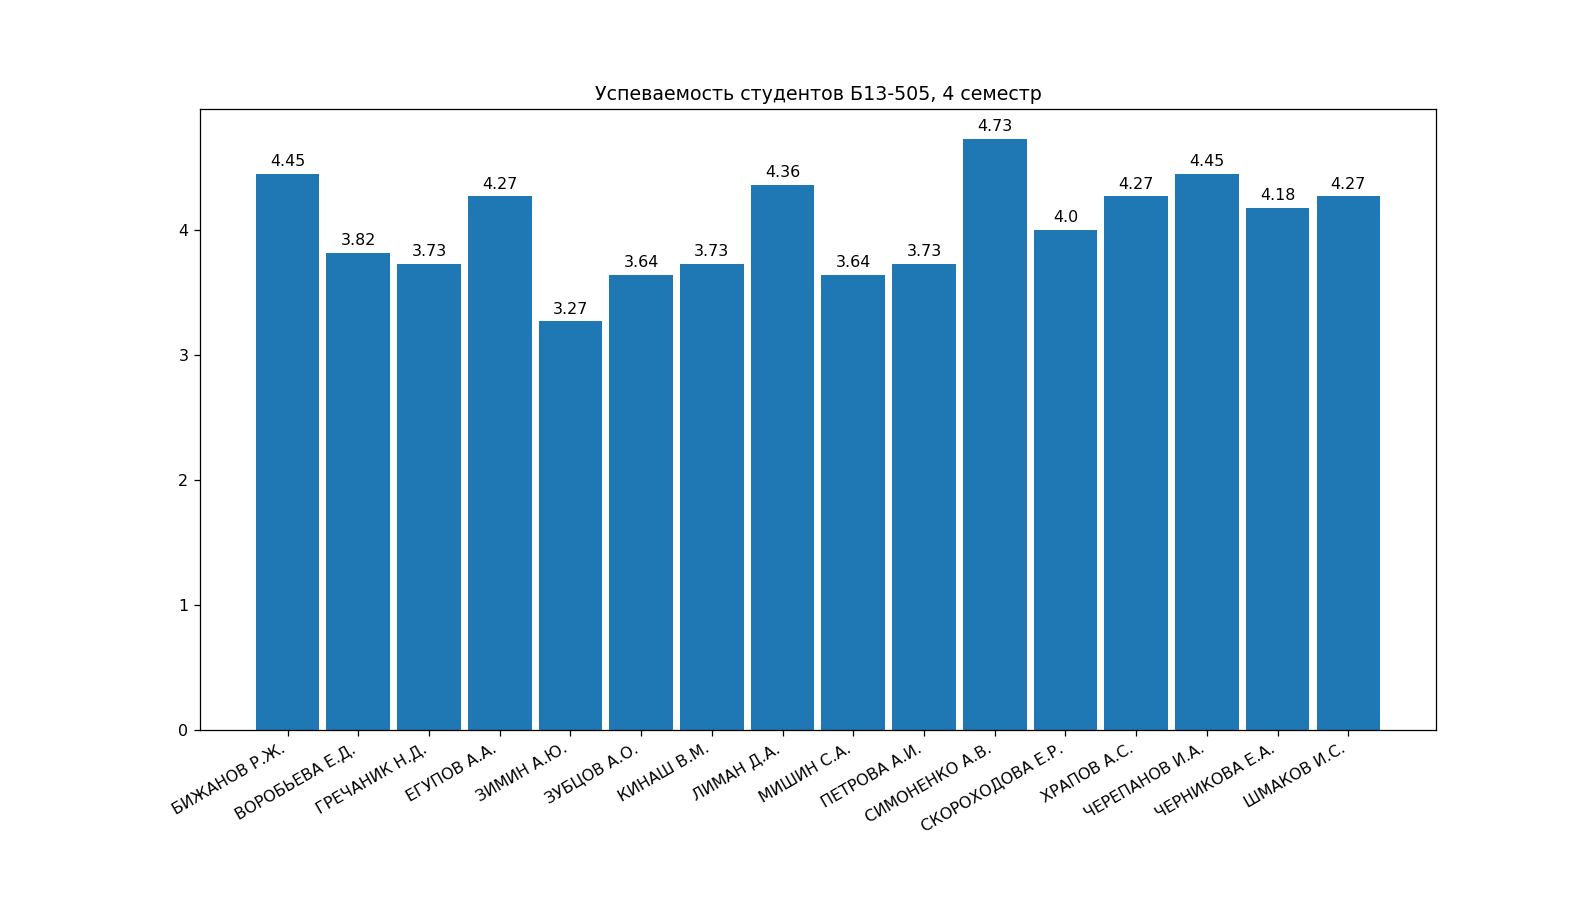 Успеваемость студентов Б13-505, 4 семестр
4.45
3.82
3.73
4.27
3.27
3.64
3.73
4.36
3.64
3.73
4.73
4.0
4.27
4.45
4.18
4.27
4
3
2
1
0
БИЖАНОВ Р.Ж.
ВОРОБЬЕВА Е.Д.
ГРЕЧАНИК Н.Д.
ЕГУПОВ А.А.
ЗИМИН А.Ю.
ЗУБЦОВ А.О.
КИНАШ В.М.
ЛИМАН Д.А.
МИШИН С.А.
ПЕТРОВА А.И.
СИМОНЕНКО А.В.
СКОРОХОДОВА Е.Р.
ХРАПОВ А.С.
ЧЕРЕПАНОВ И.А.
ЧЕРНИКОВА Е.А.
ШМАКОВ И.С.